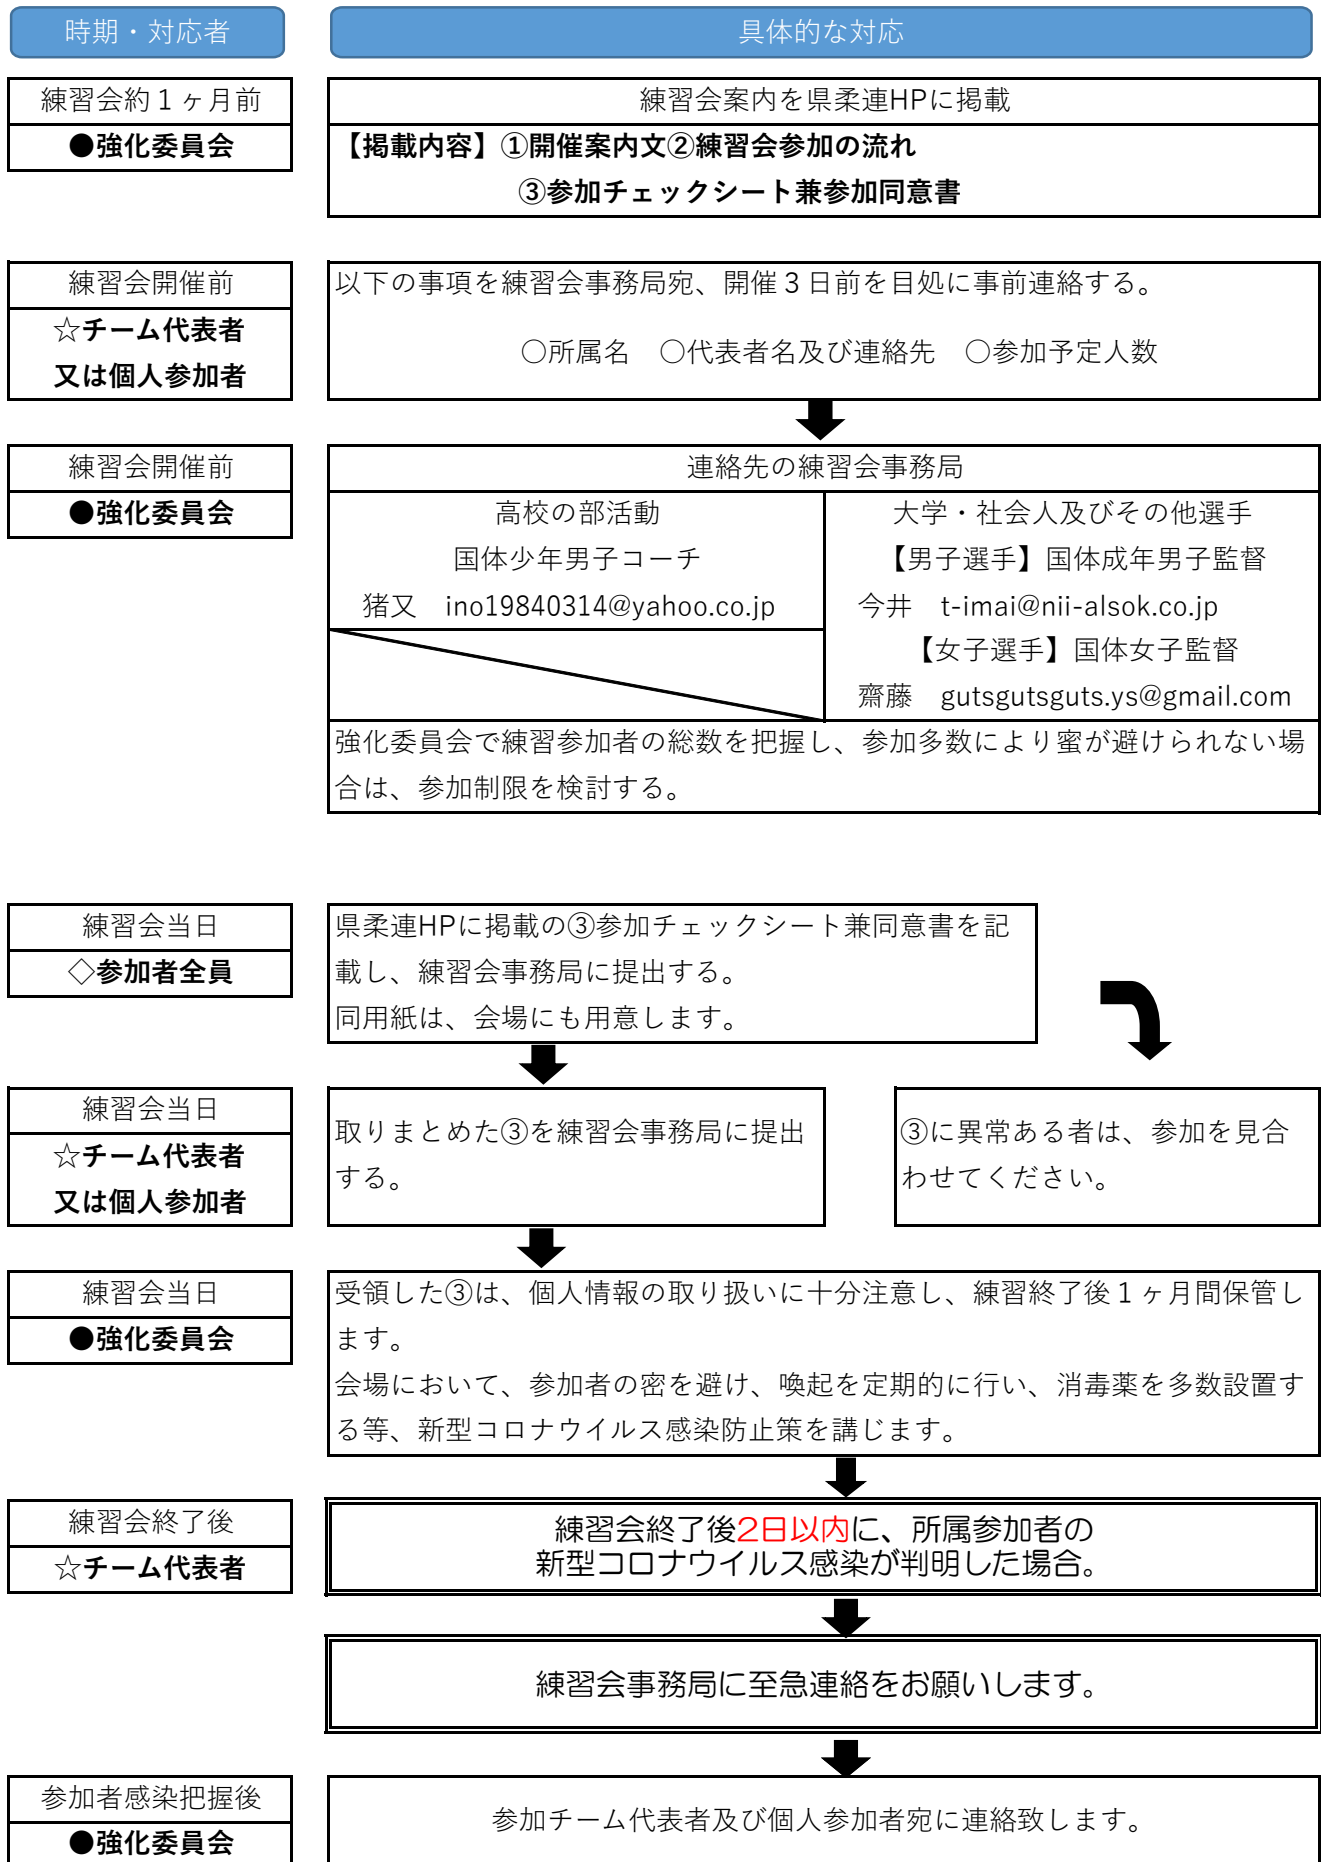 時期・対応者
具体的な対応
練習会約１ヶ月前
●強化委員会
練習会案内を県柔連HPに掲載
【掲載内容】①開催案内文②練習会参加の流れ
③参加チェックシート兼参加同意書
練習会開催前
☆チーム代表者
又は個人参加者
以下の事項を練習会事務局宛、開催３日前を目処に事前連絡する。
○所属名　○代表者名及び連絡先　○参加予定人数
練習会開催前
●強化委員会
連絡先の練習会事務局
高校の部活動
国体少年男子コーチ
猪又　ino19840314@yahoo.co.jp
大学・社会人及びその他選手
【男子選手】国体成年男子監督
今井　t-imai@nii-alsok.co.jp
【女子選手】国体女子監督
齋藤　gutsgutsguts.ys@gmail.com
強化委員会で練習参加者の総数を把握し、参加多数により蜜が避けられない場
合は、参加制限を検討する。
練習会当日
◇参加者全員
県柔連HPに掲載の③参加チェックシート兼同意書を記
載し、練習会事務局に提出する。
同用紙は、会場にも用意します。
練習会当日
☆チーム代表者
又は個人参加者
取りまとめた③を練習会事務局に提出
する。
③に異常ある者は、参加を見合
わせてください。
練習会当日
●強化委員会
受領した③は、個人情報の取り扱いに十分注意し、練習終了後１ヶ月間保管し
ます。
会場において、参加者の密を避け、喚起を定期的に行い、消毒薬を多数設置す
る等、新型コロナウイルス感染防止策を講じます。
練習会終了後
☆チーム代表者
練習会終了後2日以内に、所属参加者の
新型コロナウイルス感染が判明した場合。
練習会事務局に至急連絡をお願いします。
参加者感染把握後
●強化委員会
参加チーム代表者及び個人参加者宛に連絡致します。